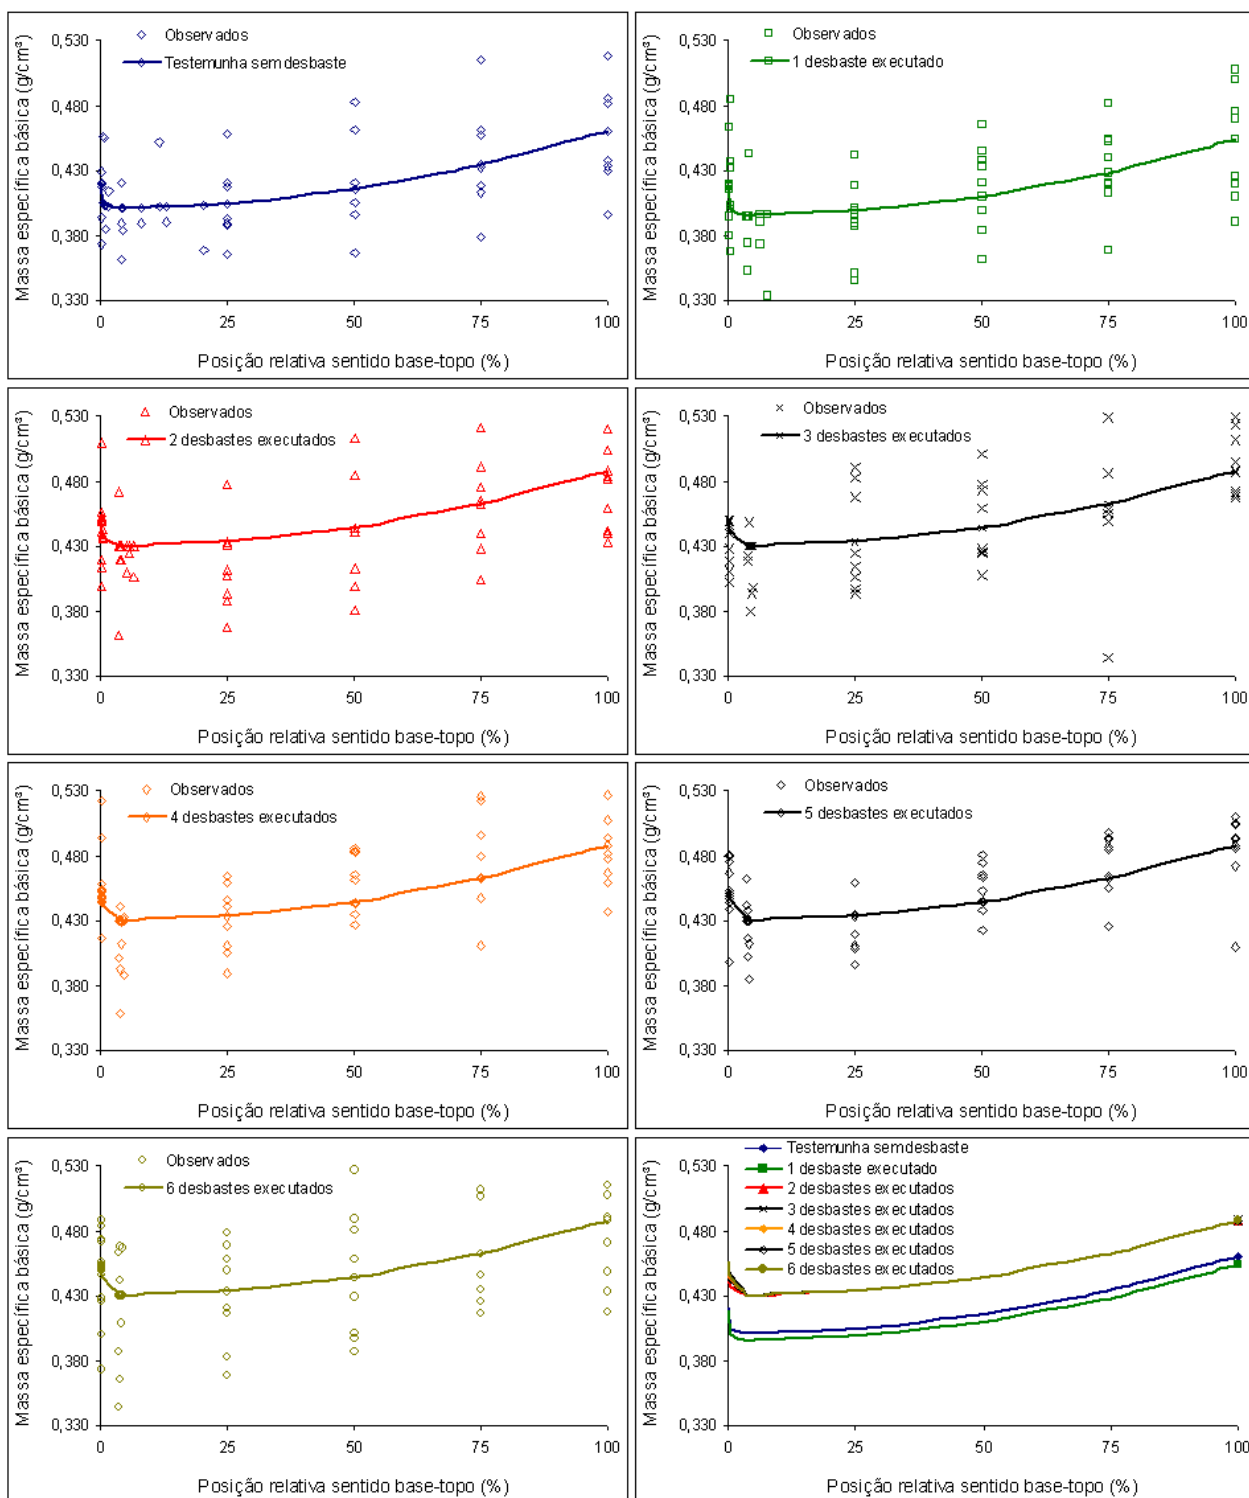 Massa específica básica (g/cm³)
0,530
0,480
0,430
0,380
0,330
Observados
Testemunha sem desbaste
0 25 50 75 100
Posição relativa sentido base-topo (%)
Massa específica básica (g/cm³)
0,530
0,480
0,430
0,380
0,330
Observados
1 desbaste executado
0 25 50 75 100
Posição relativa sentido base-topo (%)
Massa específica básica (g/cm³)
0,530
0,480
0,430
0,380
0,330
Observados
2 desbastes executados
0 25 50 75 100
Posição relativa sentido base-topo (%)
Massa específica básica (g/cm³)
0,530
0,480
0,430
0,380
0,330
Observados
3 desbastes executados
0 25 50 75 100
Posição relativa sentido base-topo (%)
Massa específica básica (g/cm³)
0,530
0,480
0,430
0,380
0,330
Observados
4 desbastes executados
0 25 50 75 100
Posição relativa sentido base-topo (%)
Massa específica básica (g/cm³)
0,530
0,480
0,430
0,380
0,330
Observados
5 desbastes executados
0 25 50 75 100
Posição relativa sentido base-topo (%)
Massa específica básica (g/cm³)
0,530
0,480
0,430
0,380
0,330
Observados
6 desbastes executados
0 25 50 75 100
Posição relativa sentido base-topo (%)
Massa específica básica (g/cm³)
0,530
0,480
0,430
0,380
0,330
Testemunha sem desbaste
1 desbaste executado
2 desbastes executados
3 desbastes executados
4 desbastes executados
5 desbastes executados
6 desbastes executados
0 25 50 75 100
Posição relativa sentido base-topo (%)